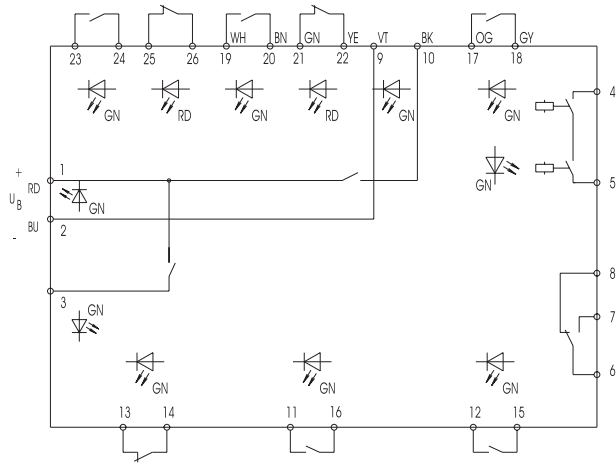 WH BN GN YE VT BK OG GY
23 24 25 26 19 20 21 22 9 10 17 18
4
GN RD GN RD GN GN
+ 1
RD GN GN 5
U B
BU 2
-
8
3
GN 7
6
GN GN GN
13 14 11 16 12 15